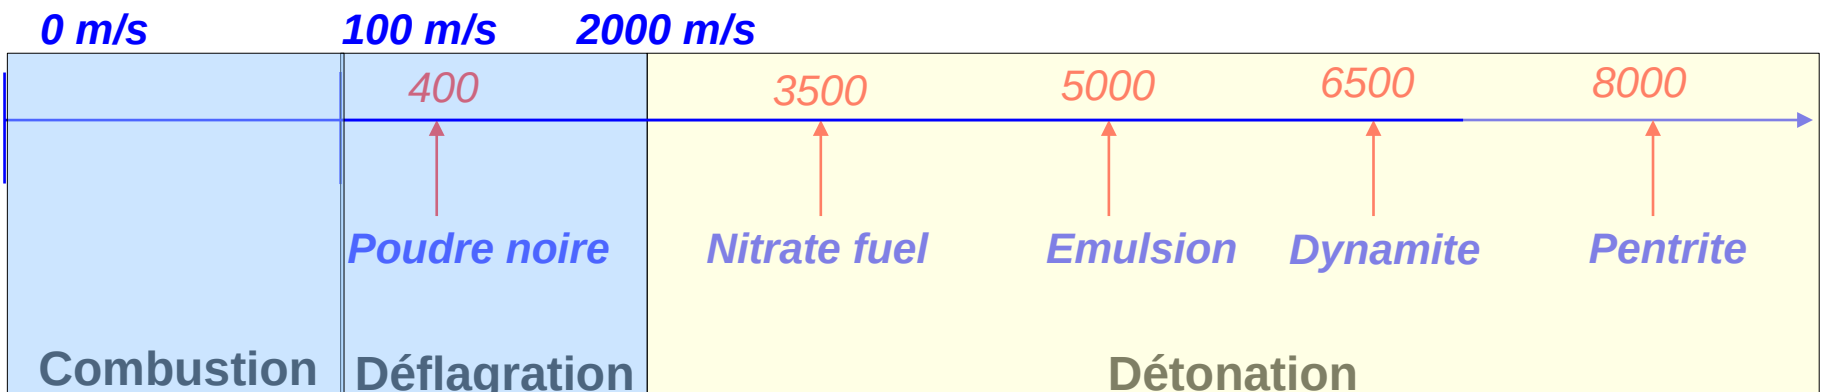 0 m/s 100 m/s 2000 m/s
400 3500 5000 6500 8000
Poudre noire Nitrate fuel Emulsion Dynamite Pentrite
Combustion Déflagration Détonation